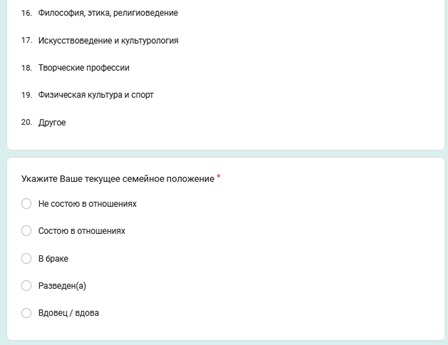 16. Философия, этика, религиоведение
17. Искусствоведение и культурология
18. Творческие профессии
19. Физическая культура и спорт
20. Другое
Укажите Ваше текущее семейное положение *
Не состою в отношениях
Состою в отношениях
В браке
Разведен(а)
Вдовец / вдова